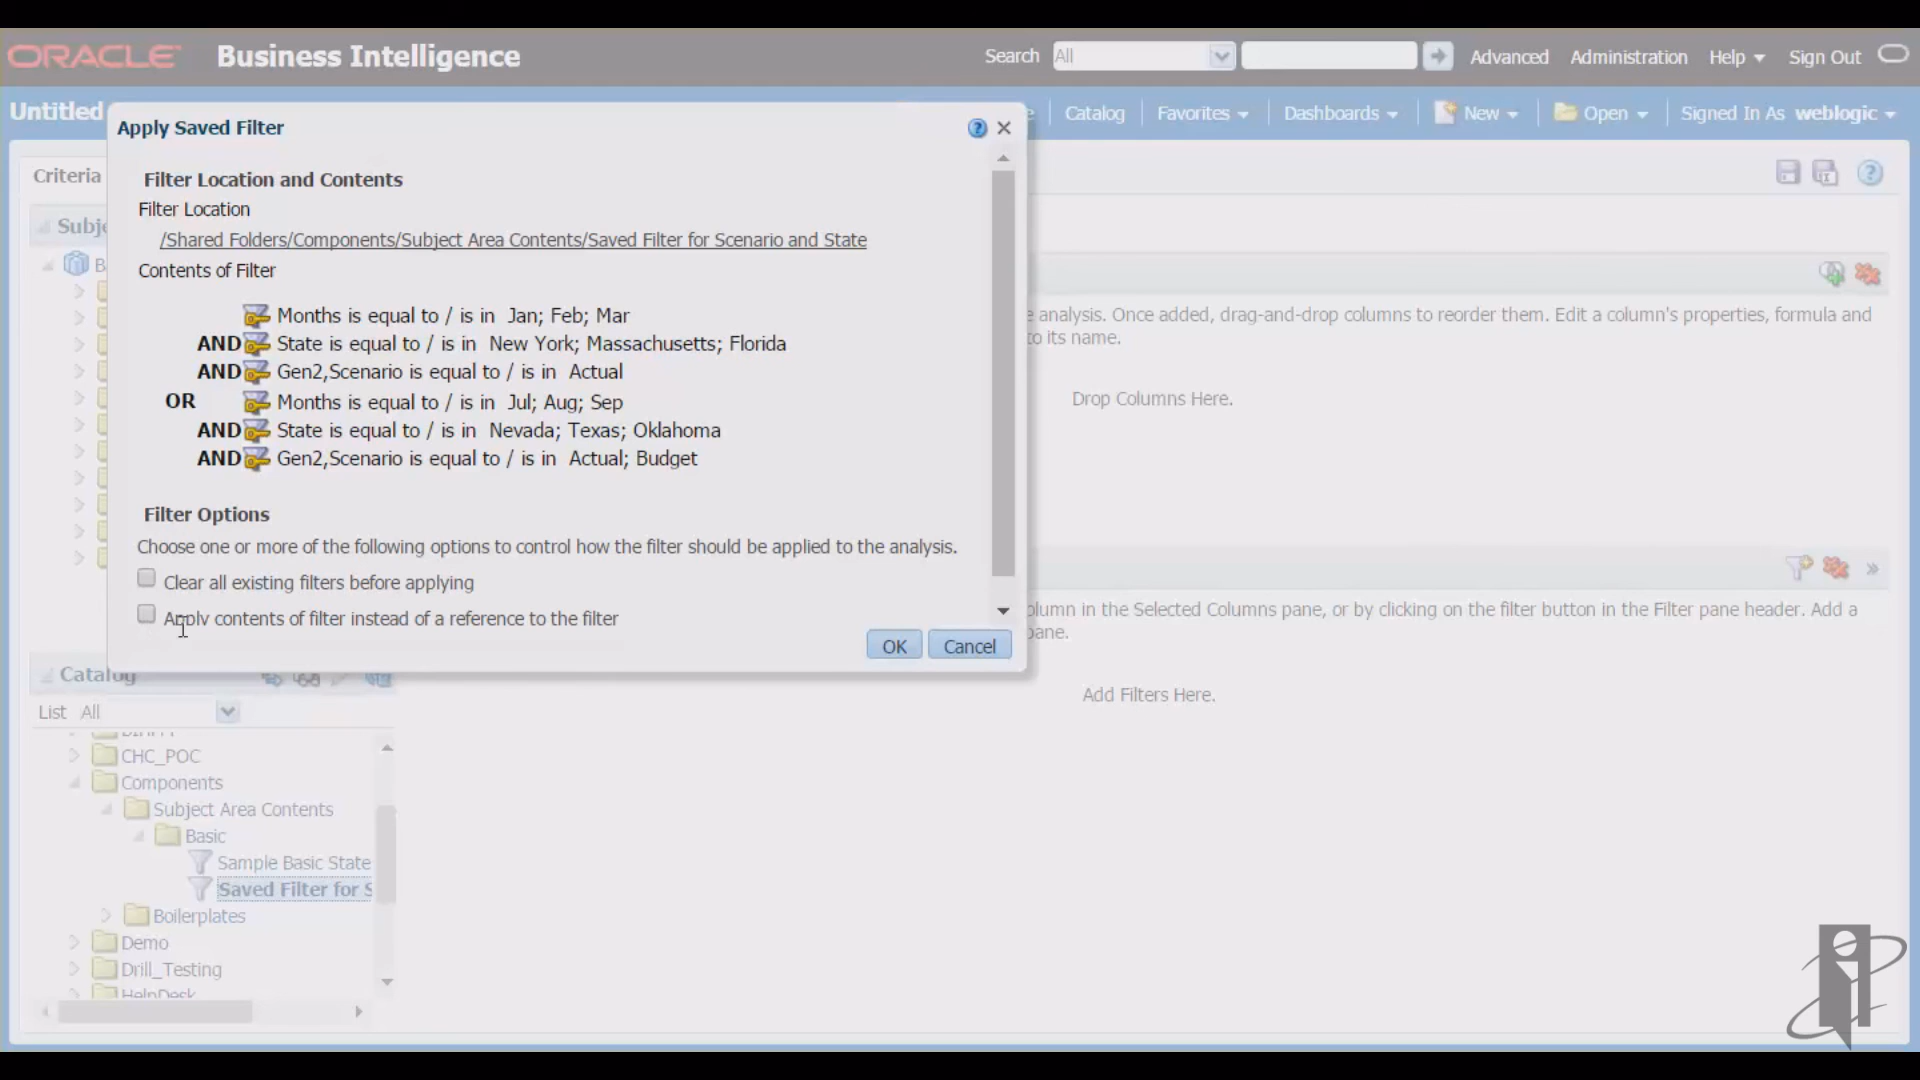 ORACLE Business Intelligence Search All Advanced Administration Help Sign Out
Untitled Catalog Favorites Dashboards New Open Signed In As weblogic
Apply Saved Filter
Criteria
Filter Location and Contents
Filter Location
/Shared Folders/Components/Subject Area Contents/Saved Filter for Scenario and State
Contents of Filter
Months is equal to / is in Jan; Feb; Mar
AND State is equal to / is in New York; Massachusetts; Florida
AND Gen2,Scenario is equal to / is in Actual
OR Months is equal to / is in Jul; Aug; Sep
AND State is equal to / is in Nevada; Texas; Oklahoma
AND Gen2,Scenario is equal to / is in Actual; Budget
Filter Options
Choose one or more of the following options to control how the filter should be applied to the analysis.
Clear all existing filters before applying
Apply contents of filter instead of a reference to the filter
OK Cancel
analysis. Once added, drag-and-drop columns to reorder them. Edit a column's properties, formula and
to its name.
Drop Columns Here.
in the Selected Columns pane, or by clicking on the filter button in the Filter pane header. Add a
pane.
Add Filters Here.
Catalog
List All
CHC_POC
Components
Subject Area Contents
Basic
Sample Basic State
Saved Filter for S
Boilerplates
Demo
Drill_Testing
HelpDesk